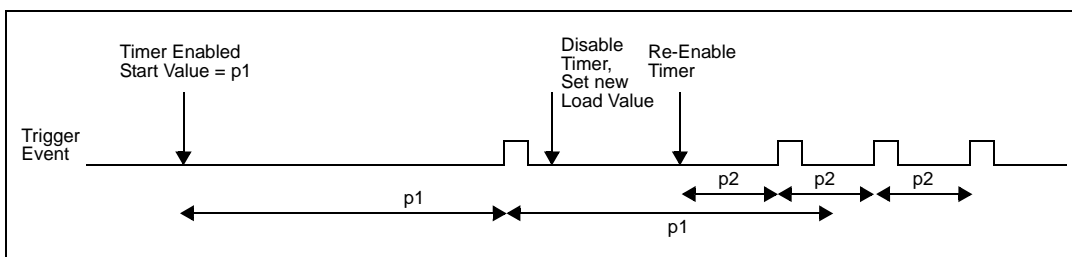 Timer Enabled
Start Value = p1
Disable
Timer,
Set new
Load Value
Re-Enable
Timer
Trigger
Event
p1
p2
p2
p2
p1